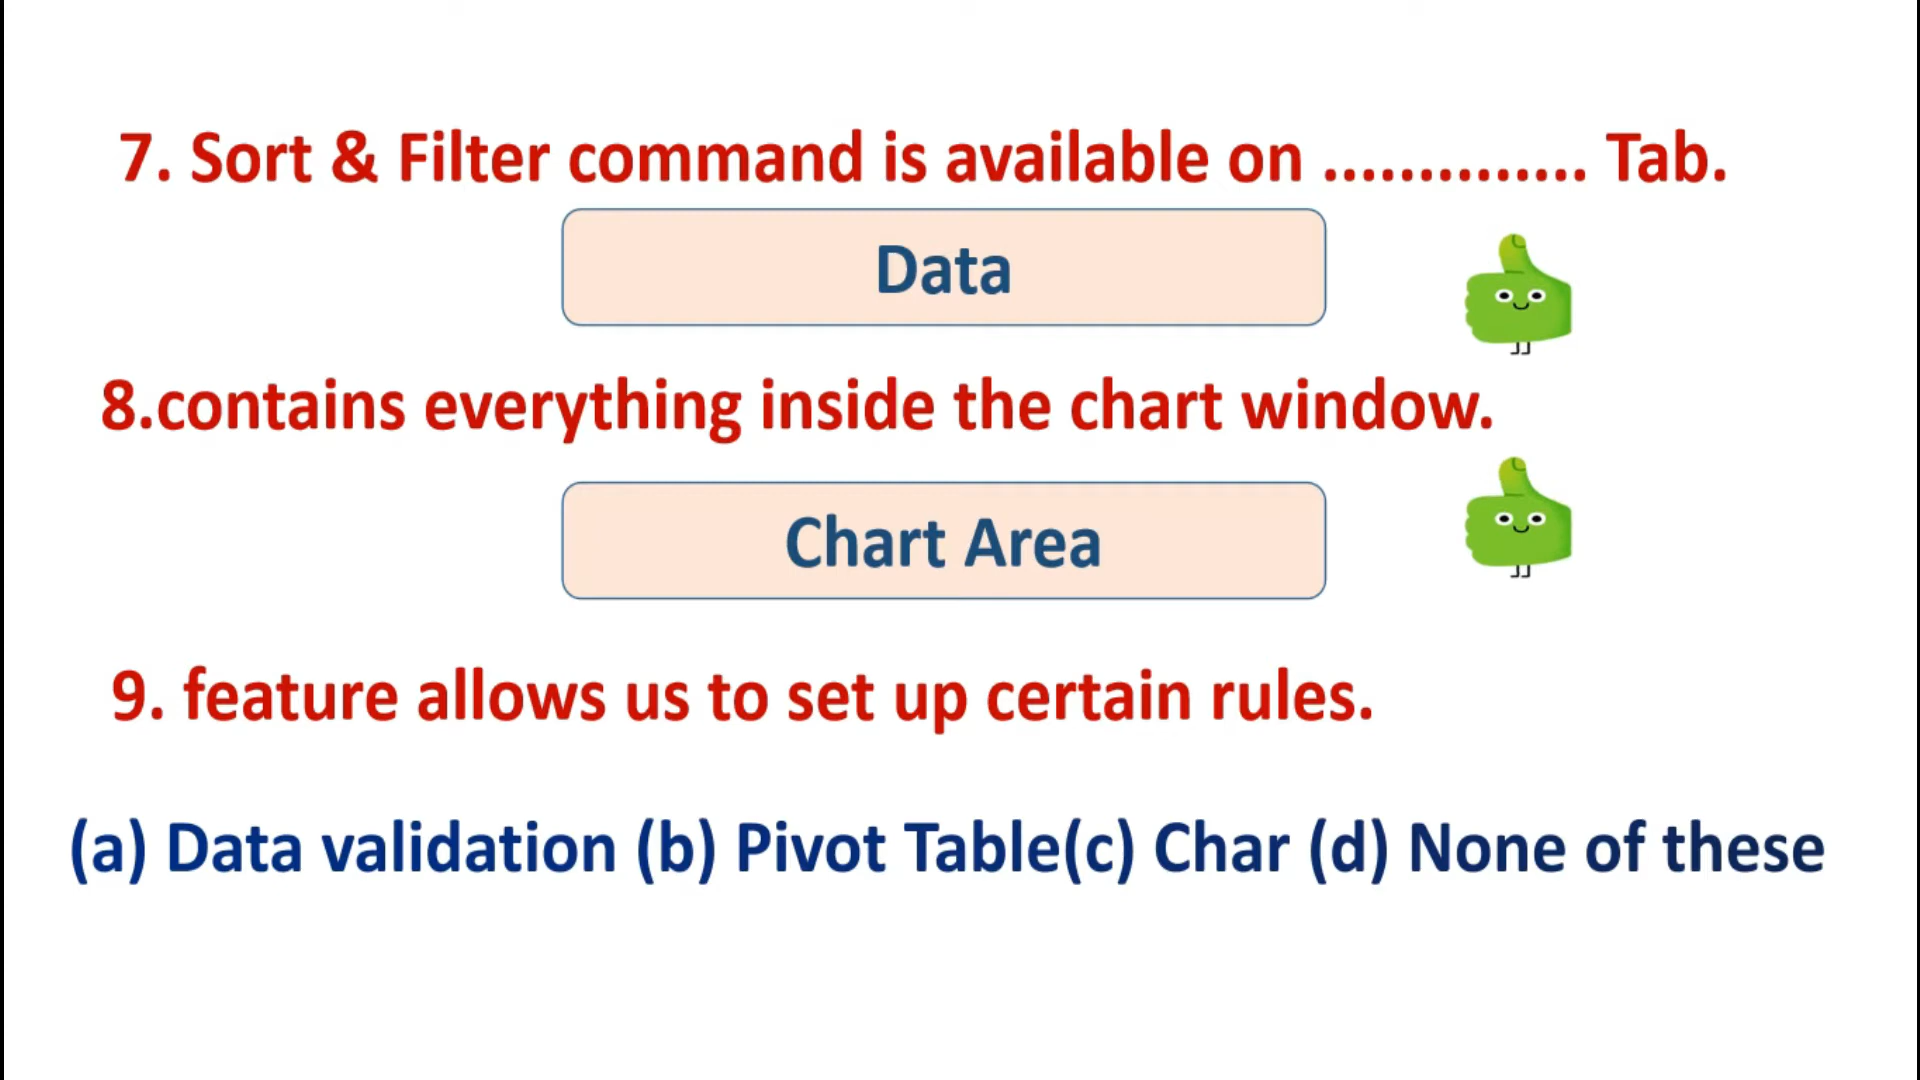 7. Sort & Filter command is available on .............. Tab.
Data
8.contains everything inside the chart window.
Chart Area
9. feature allows us to set up certain rules.
(a) Data validation (b) Pivot Table(c) Char (d) None of these